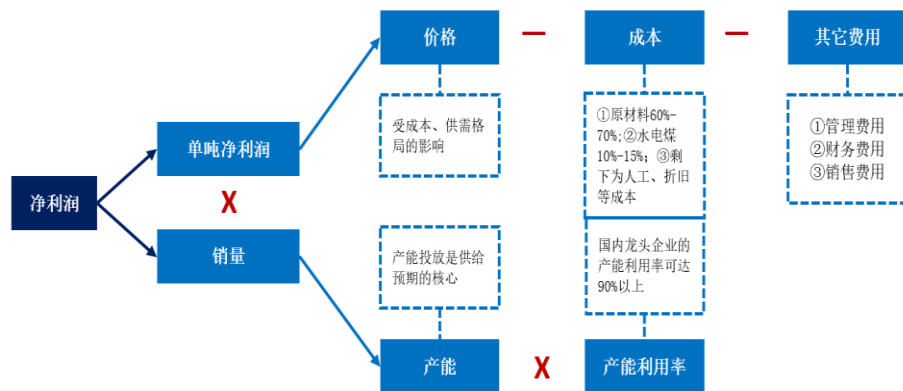 价格
—
成本
—
其它费用
受成本、供需格
局的影响
①原材料60%-
70%;②水电煤
10%-15%；③剩
下为人工、折旧
等成本
①管理费用
②财务费用
③销售费用
单吨净利润
净利润
X
销量
产能投放是供给
预期的核心
国内龙头企业的
产能利用率可达
90%以上
产能
X
产能利用率